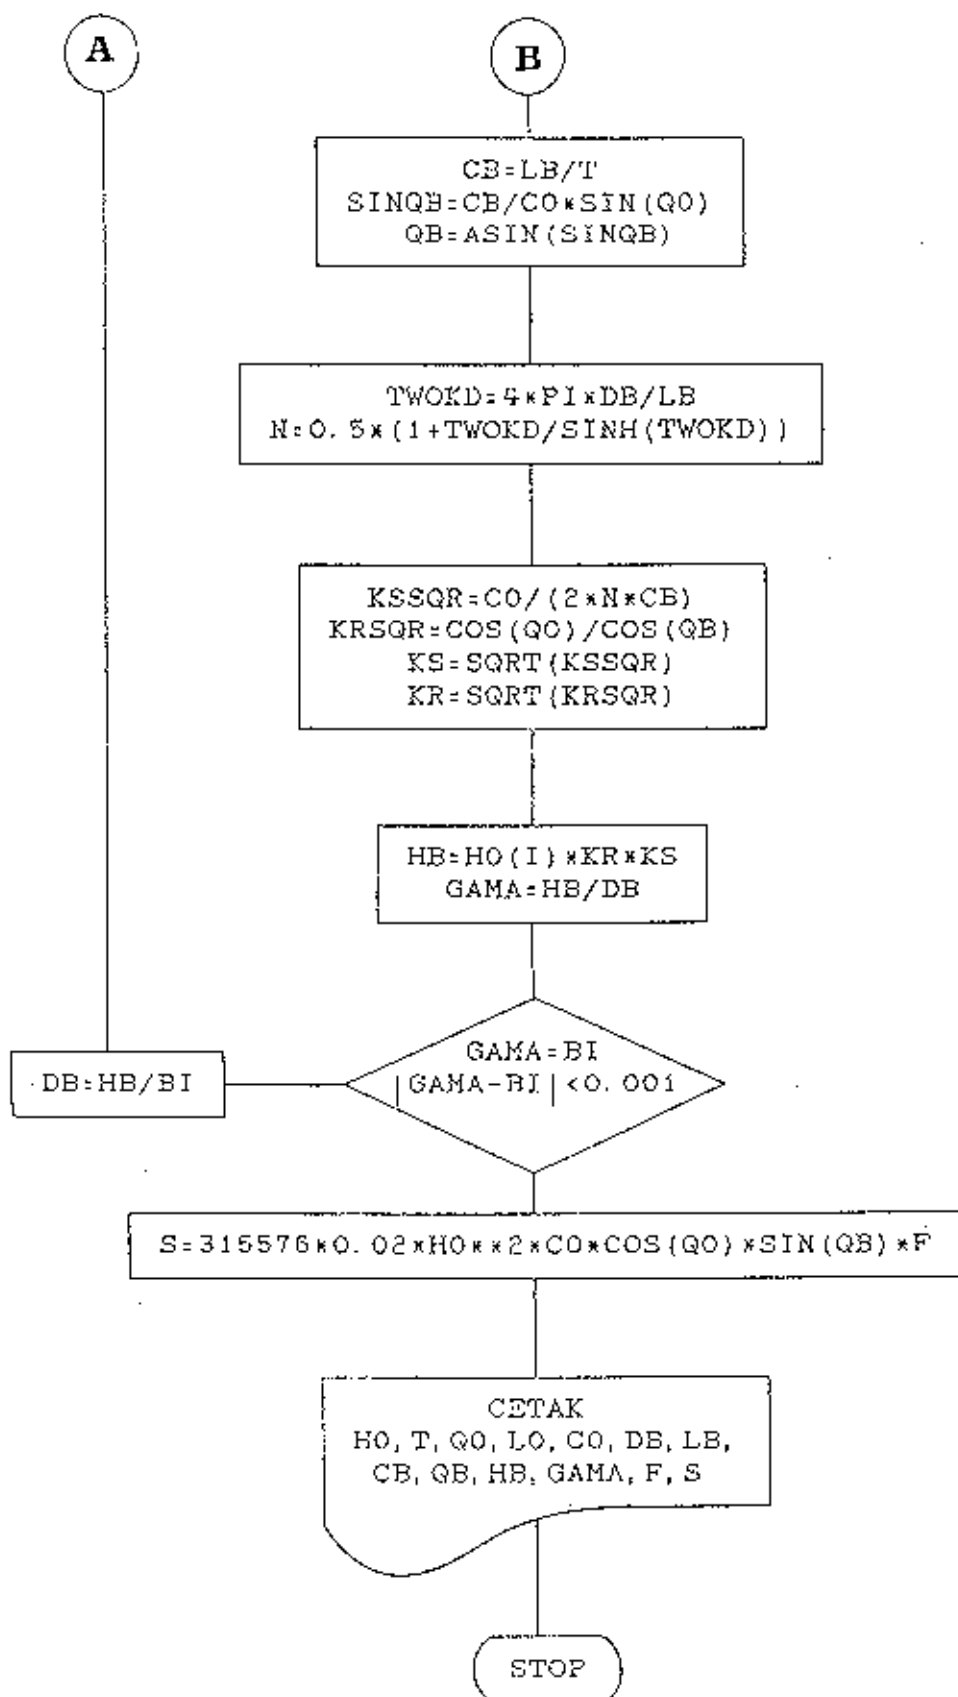 A
B
CB=LB/T
SINQB=CB/CO*SIN(QO)
QB=ASIN(SINQB)
TWOKD=4*PI*DB/LB
N=0.5*(1+TWOKD/SINH(TWOKD))
KSSQR=CO/(2*N*CB)
KRSQR=COS(QO)/COS(QB)
KS=SQRT(KSSQR)
KR=SQRT(KRSQR)
HB=HO(I)*KR*KS
GAMA=HB/DB
GAMA=BI
|GAMA-BI|<0.001
DB=HB/BI
S=315576*0.02*HO**2*CO*COS(QO)*SIN(QB)*F
CETAK
HO, T, QO, LO, CO, DB, LB,
CB, QB, HB, GAMA, F, S
STOP